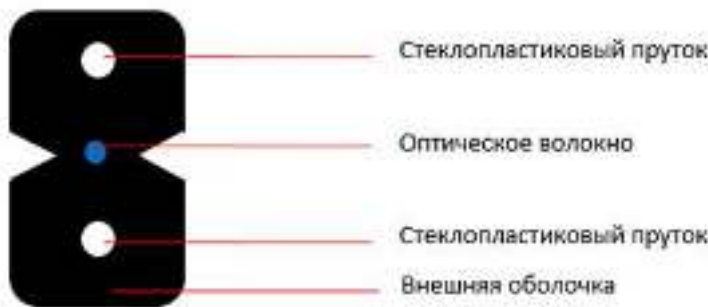 Стеклопластиковый пруток
Оптическое волокно
Стеклопластиковый пруток
Внешняя оболочка